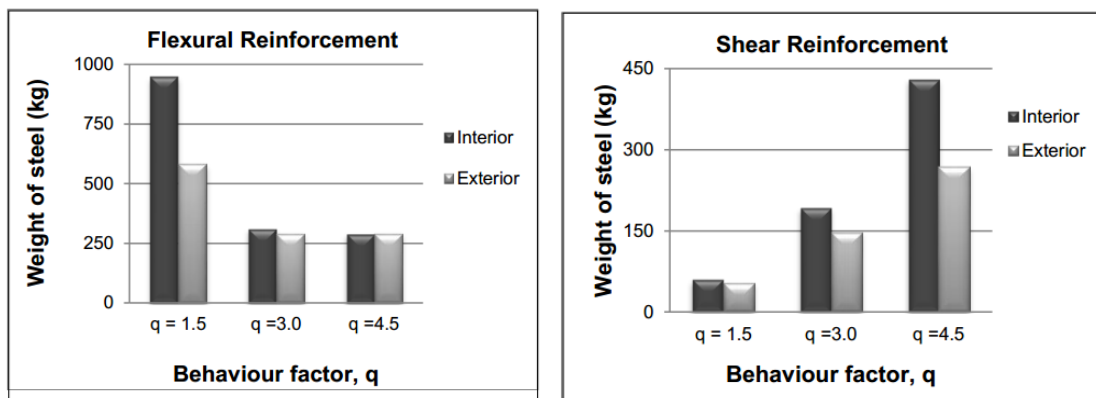 Flexural Reinforcement
Weight of steel (kg)
1000
750
500
250
0
q = 1.5
q =3.0
q =4.5
Behaviour factor, q
Interior
Exterior
Shear Reinforcement
Weight of steel (kg)
450
300
150
0
q = 1.5
q =3.0
q =4.5
Behaviour factor, q
Interior
Exterior